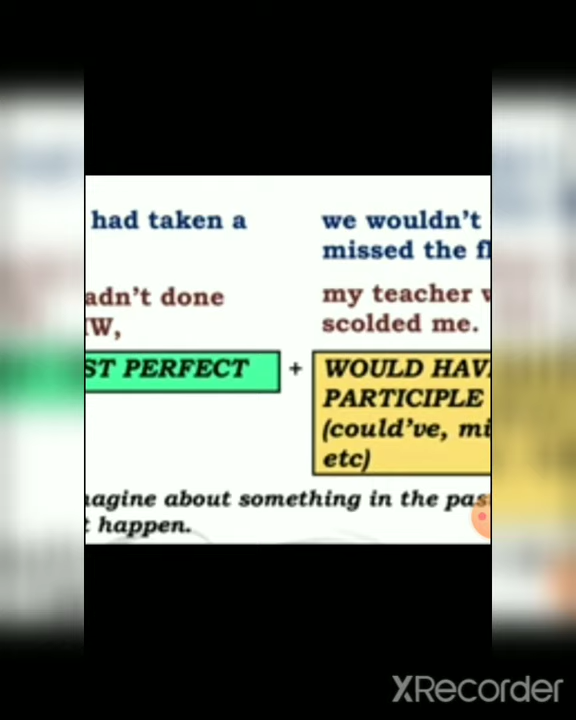 had taken a
we wouldn't
missed the
adn't done
my teacher
scolded me.
ST PERFECT
+
WOULD HAV
PARTICIPLE
(could've, mi
etc)
agine about something in the pas
t happen.
XRecorder